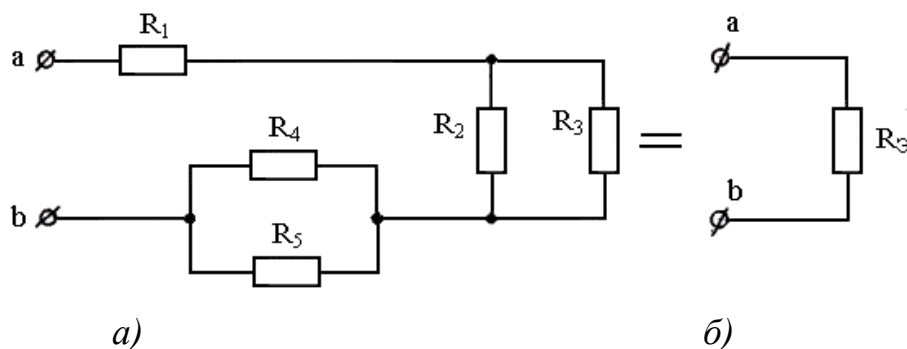 R₁
a
a
R₂
R₃
R₃
R₄
b
b
R₅
а)
б)